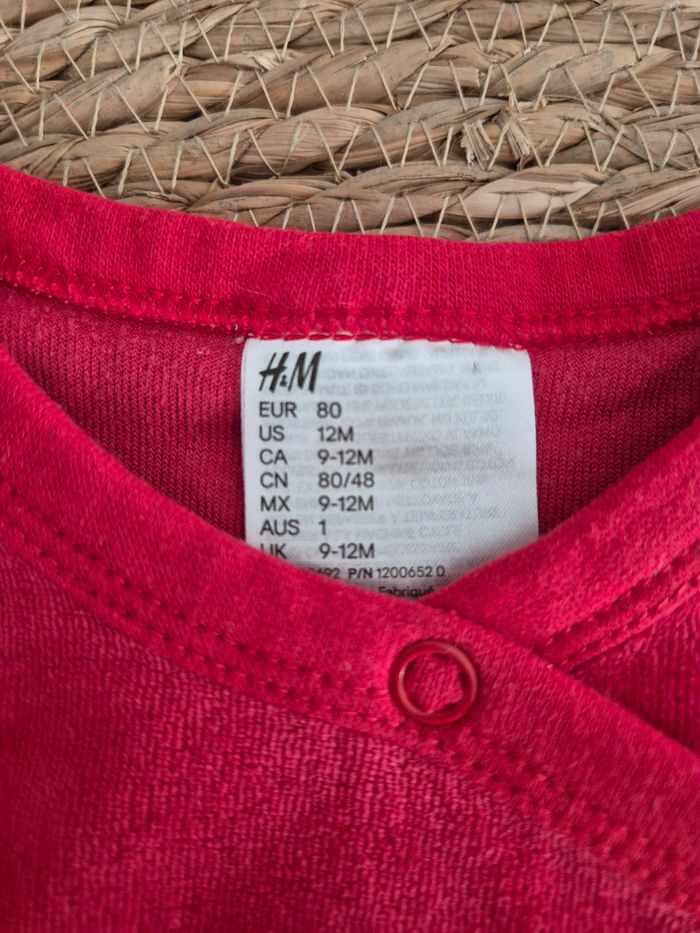 H&M
EUR 80
US 12M
CA 9-12M
CN 80/48
MX 9-12M
AUS 1
UK 9-12M
P/N 1200652 0
Fabriqué